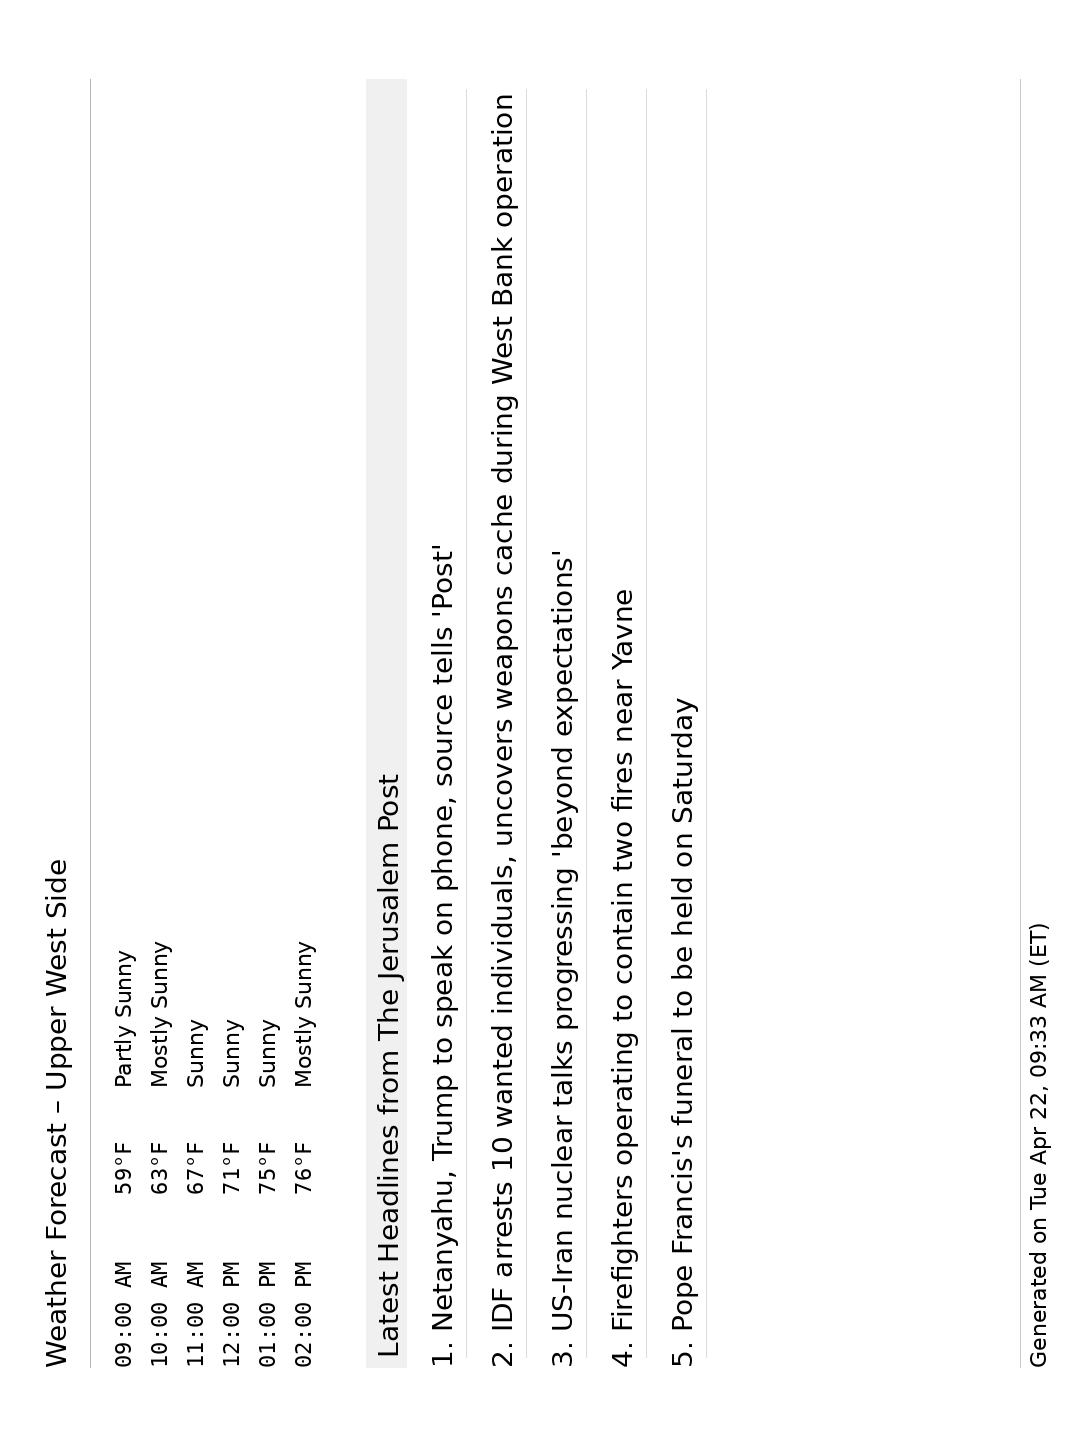 Weather Forecast – Upper West Side
09:00 AM 59°F Partly Sunny
10:00 AM 63°F Mostly Sunny
11:00 AM 67°F Sunny
12:00 PM 71°F Sunny
01:00 PM 75°F Sunny
02:00 PM 76°F Mostly Sunny
Latest Headlines from The Jerusalem Post
1. Netanyahu, Trump to speak on phone, source tells 'Post'
2. IDF arrests 10 wanted individuals, uncovers weapons cache during West Bank operation
3. US-Iran nuclear talks progressing 'beyond expectations'
4. Firefighters operating to contain two fires near Yavne
5. Pope Francis's funeral to be held on Saturday
Generated on Tue Apr 22, 09:33 AM (ET)